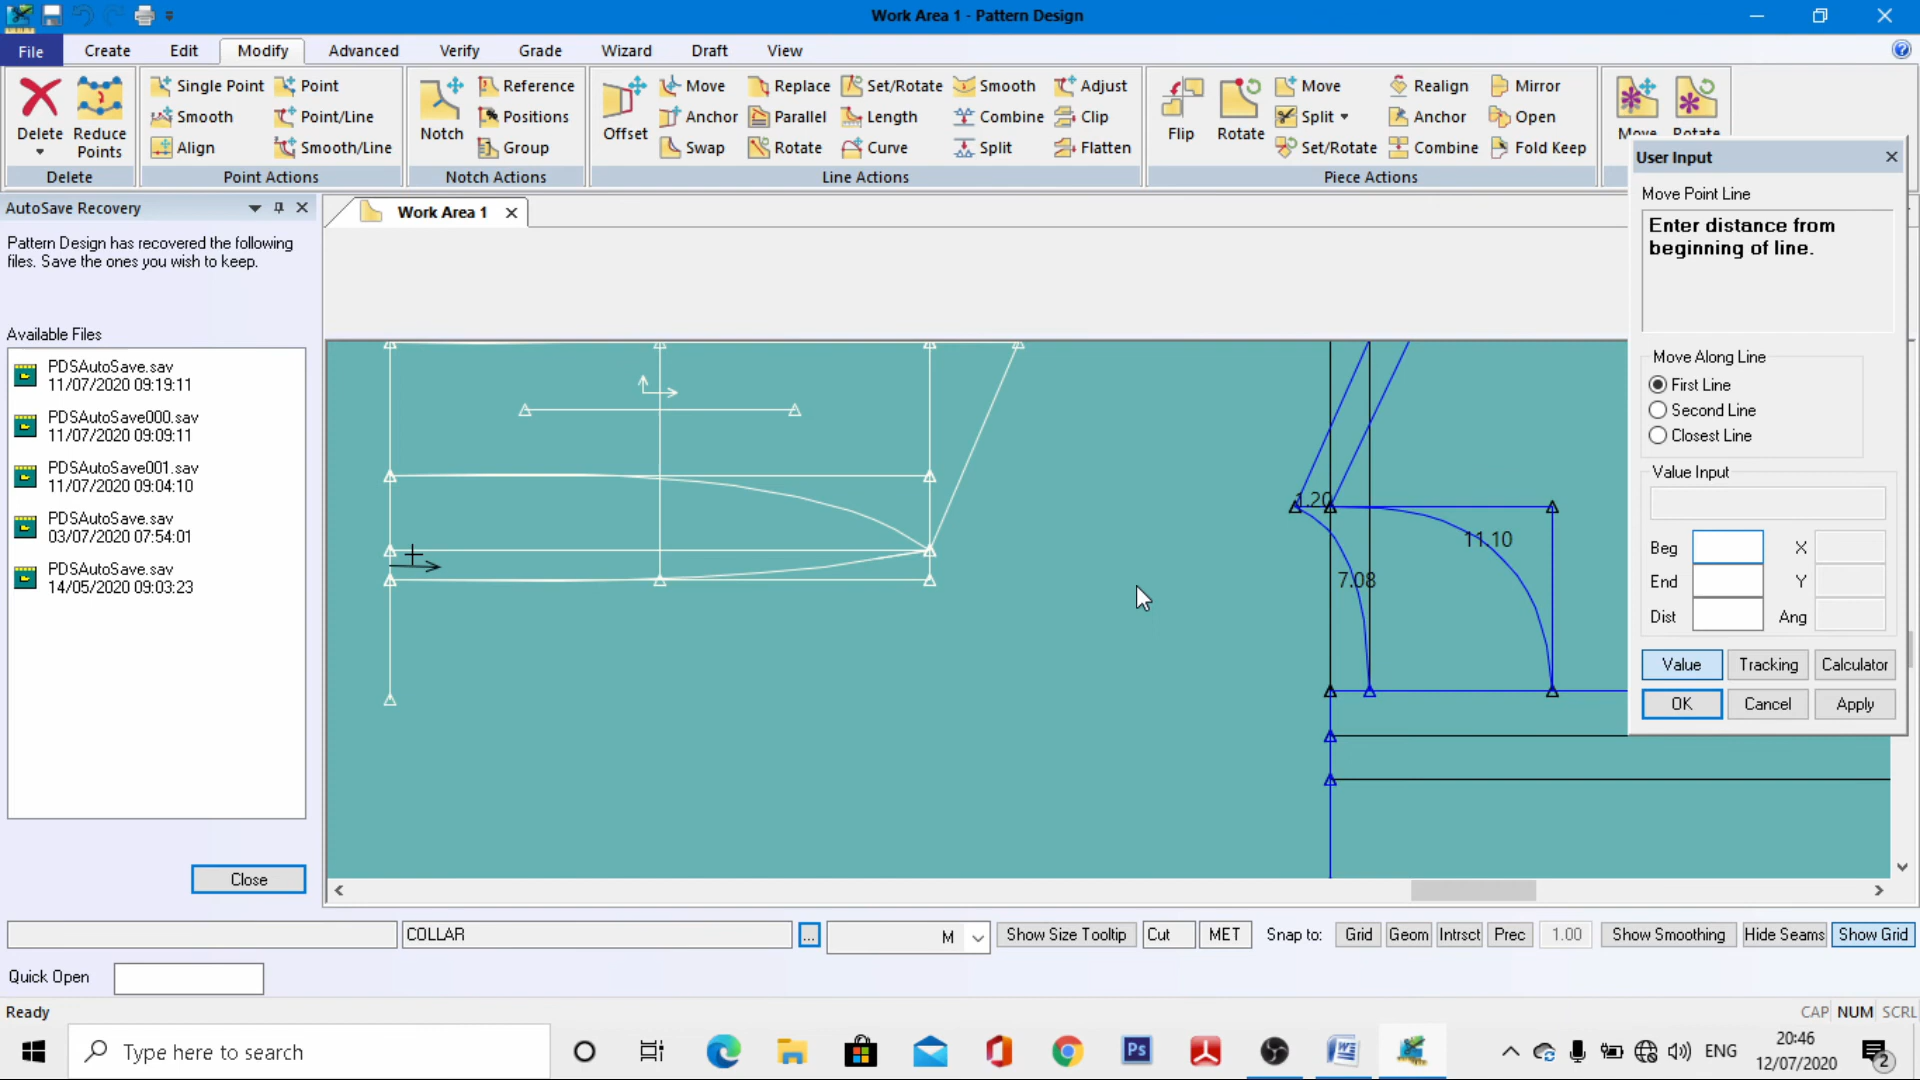 Work Area 1 - Pattern Design
File Create Edit Modify Advanced Verify Grade Wizard Draft View
Single Point Point Reference Move Replace Set/Rotate Smooth Adjust Move Realign Mirror
Smooth Point/Line Positions Anchor Parallel Length Combine Clip Split Anchor Open
Delete Reduce Points Notch Offset Flip Rotate Move Rotate
Align Smooth/Line Group Swap Rotate Curve Split Flatten Set/Rotate Combine Fold Keep
Delete Point Actions Notch Actions Line Actions Piece Actions
AutoSave Recovery
Work Area 1
Pattern Design has recovered the following
files. Save the ones you wish to keep.
Available Files
PDSAutoSave.sav
11/07/2020 09:19:11
PDSAutoSave000.sav
11/07/2020 09:09:11
PDSAutoSave001.sav
11/07/2020 09:04:10
PDSAutoSave.sav
03/07/2020 07:54:01
PDSAutoSave.sav
14/05/2020 09:03:23
Close
1.20
11.10
7.08
User Input
Move Point Line
Enter distance from
beginning of line.
Move Along Line
First Line
Second Line
Closest Line
Value Input
Beg X
End Y
Dist Ang
Value Tracking Calculator
OK Cancel Apply
COLLAR ... M Show Size Tooltip Cut MET Snap to: Grid Geom Intrsct Prec 1.00 Show Smoothing Hide Seams Show Grid
Quick Open
Ready
CAP NUM SCRL
Type here to search
Ps
ENG
20:46
12/07/2020
2